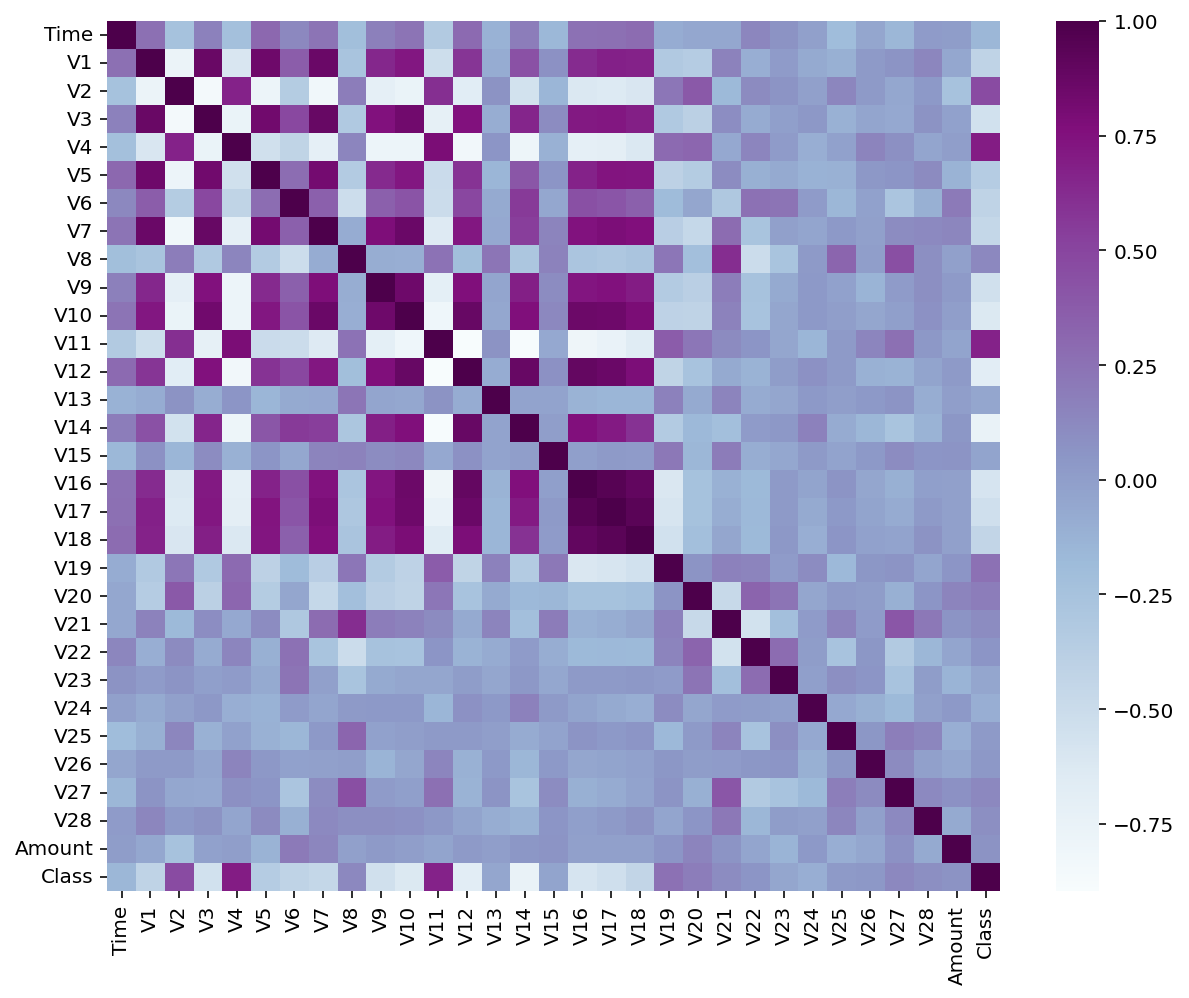 Time
V1
V2
V3
V4
V5
V6
V7
V8
V9
V10
V11
V12
V13
V14
V15
V16
V17
V18
V19
V20
V21
V22
V23
V24
V25
V26
V27
V28
Amount
Class
Time
V1
V2
V3
V4
V5
V6
V7
V8
V9
V10
V11
V12
V13
V14
V15
V16
V17
V18
V19
V20
V21
V22
V23
V24
V25
V26
V27
V28
Amount
Class
1.00
0.75
0.50
0.25
0.00
−0.25
−0.50
−0.75